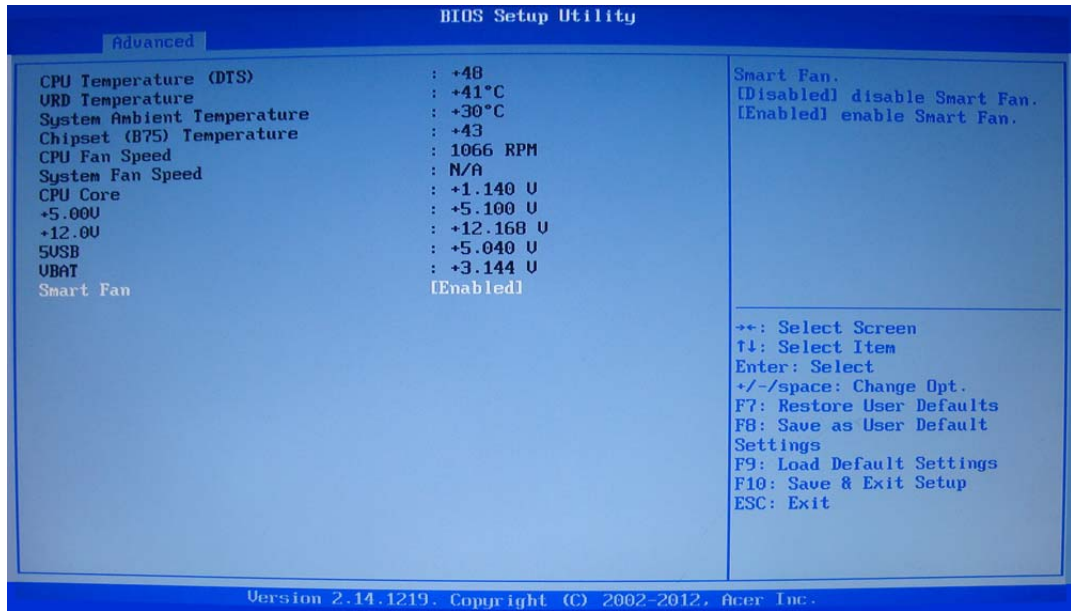 BIOS Setup Utility
Advanced
CPU Temperature (DTS) : +48
VRD Temperature : +41°C
System Ambient Temperature : +30°C
Chipset (B75) Temperature : +43
CPU Fan Speed : 1066 RPM
System Fan Speed : N/A
CPU Core : +1.140 V
+5.00V : +5.100 V
+12.0V : +12.168 V
5VSB : +5.040 V
VBAT : +3.144 V
Smart Fan [Enabled]
Smart Fan.
[Disabled] disable Smart Fan.
[Enabled] enable Smart Fan.
→←: Select Screen
↑↓: Select Item
Enter: Select
+/-/space: Change Opt.
F7: Restore User Defaults
F8: Save as User Default
Settings
F9: Load Default Settings
F10: Save & Exit Setup
ESC: Exit
Version 2.14.1219. Copyright (C) 2002-2012, Acer Inc.